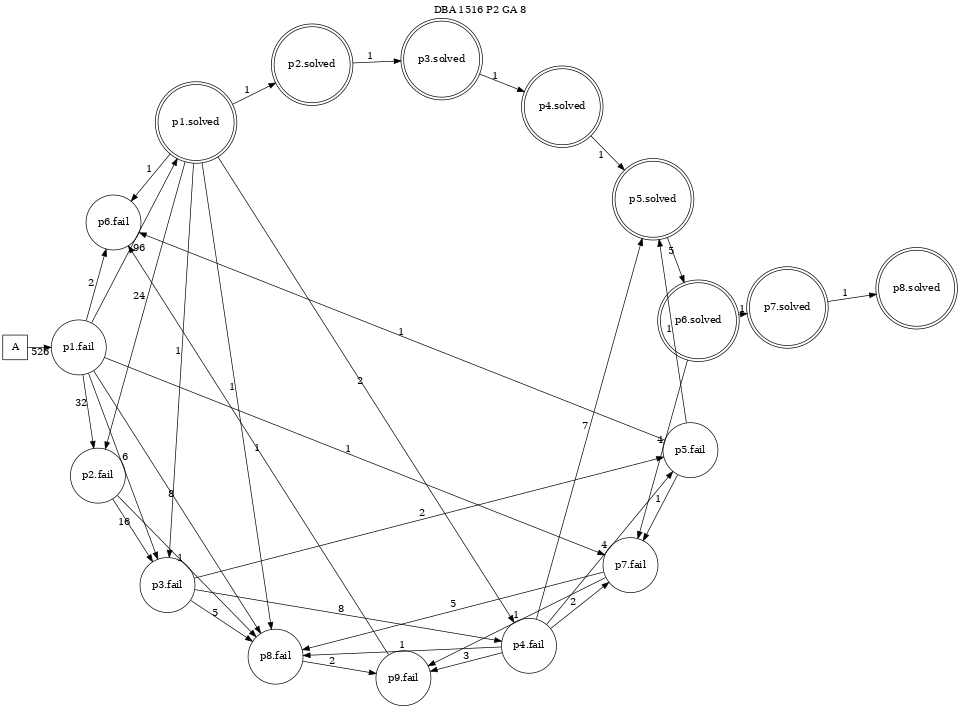 DBA 1516 P2 GA 8
p2.solved
1
p3.solved
1
1
p4.solved
p1.solved
1
1
p5.solved
p6.fail
96
5
2
p8.solved
24
1
p7.solved
1
p6.solved
1
1
A
526
p1.fail
1
2
1
32
7
1
4
1
p5.fail
6
1
p2.fail
8
1
2
16
4
1
p7.fail
p3.fail
5
8
2
5
1
1
p4.fail
p8.fail
2
3
p9.fail